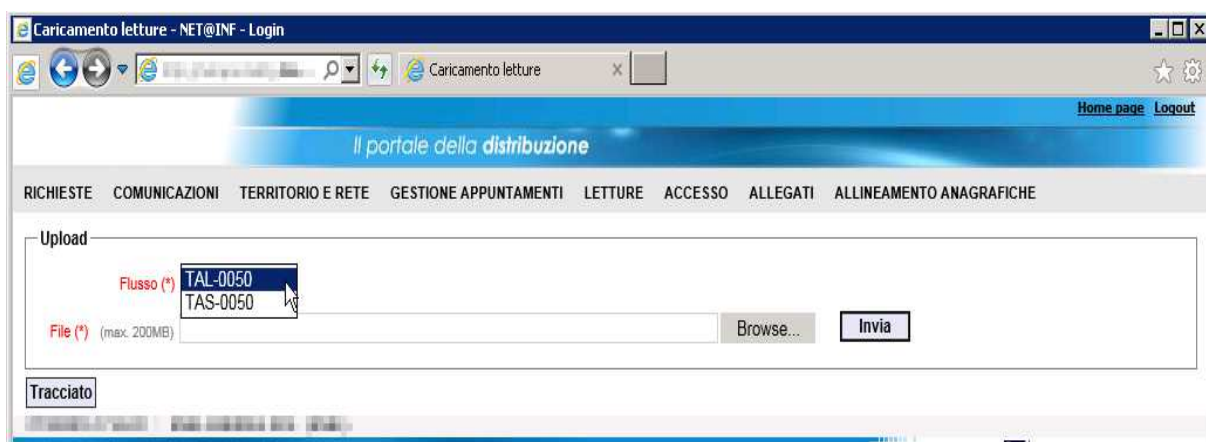 Caricamento letture - NET@INF - Login
Caricamento letture
Home page Logout
Il portale della distribuzione
RICHIESTE COMUNICAZIONI TERRITORIO E RETE GESTIONE APPUNTAMENTI LETTURE ACCESSO ALLEGATI ALLINEAMENTO ANAGRAFICHE
Upload
Flusso (*) TAL-0050
TAS-0050
File (*) (max. 200MB) Browse... Invia
Tracciato